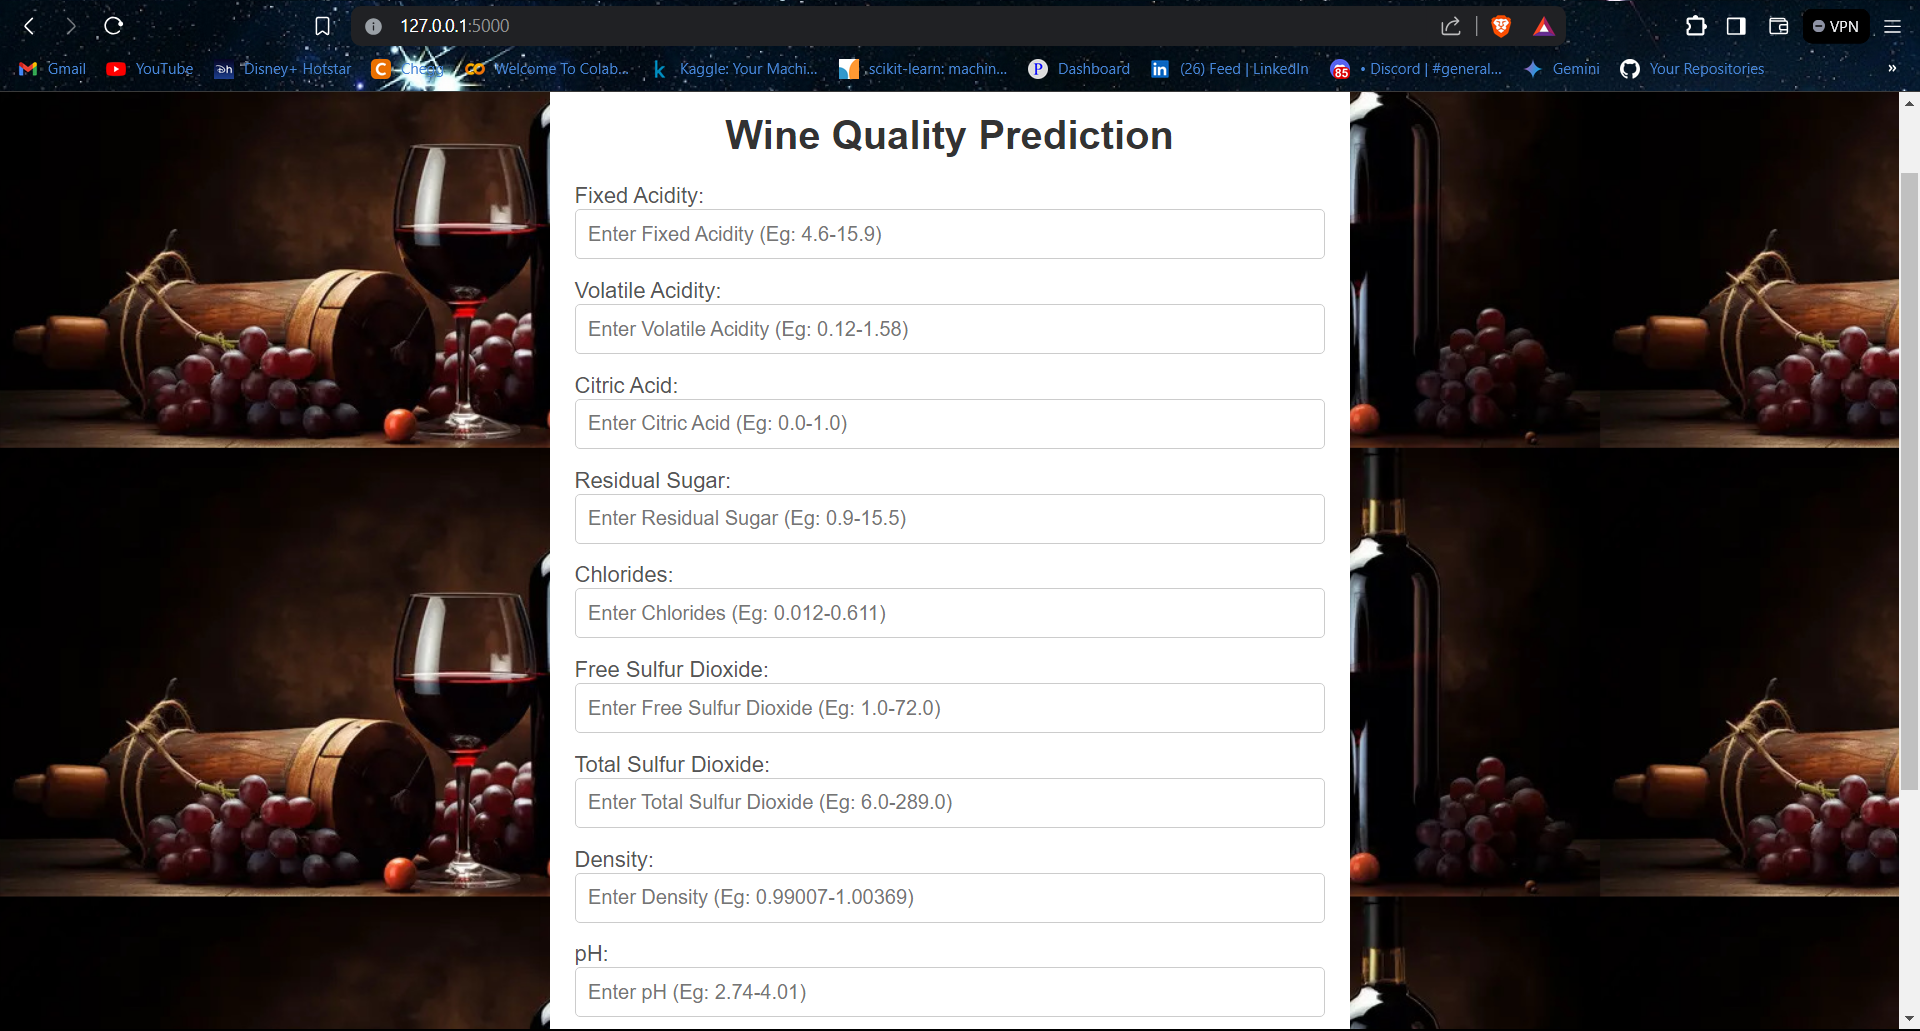 127.0.0.1:5000
VPN
Gmail YouTube Disney+ Hotstar Chegg Welcome To Colab... Kaggle: Your Machi... scikit-learn: machin... Dashboard (26) Feed | LinkedIn 85 • Discord | #general... Gemini Your Repositories »
Wine Quality Prediction
Fixed Acidity:
Enter Fixed Acidity (Eg: 4.6-15.9)
Volatile Acidity:
Enter Volatile Acidity (Eg: 0.12-1.58)
Citric Acid:
Enter Citric Acid (Eg: 0.0-1.0)
Residual Sugar:
Enter Residual Sugar (Eg: 0.9-15.5)
Chlorides:
Enter Chlorides (Eg: 0.012-0.611)
Free Sulfur Dioxide:
Enter Free Sulfur Dioxide (Eg: 1.0-72.0)
Total Sulfur Dioxide:
Enter Total Sulfur Dioxide (Eg: 6.0-289.0)
Density:
Enter Density (Eg: 0.99007-1.00369)
pH:
Enter pH (Eg: 2.74-4.01)